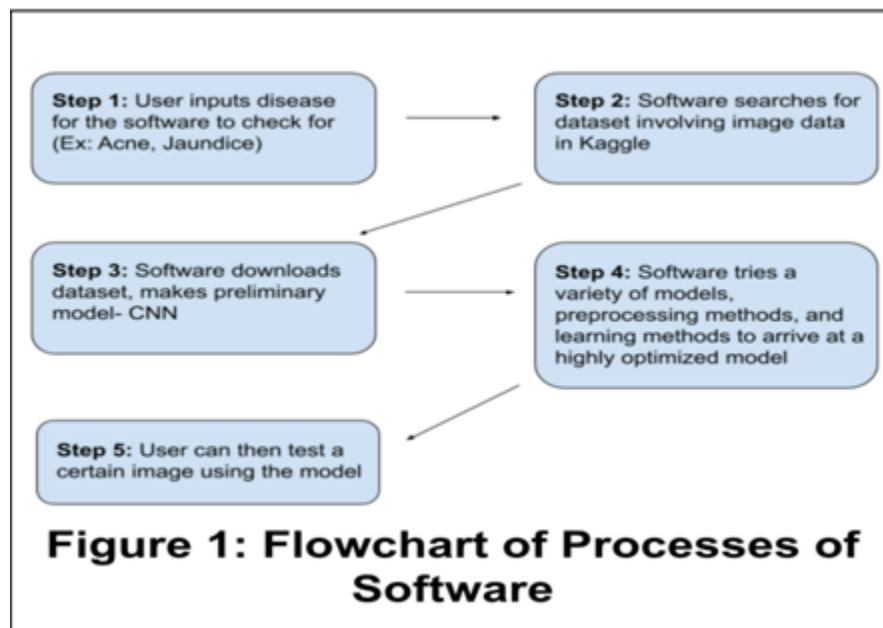 Step 1: User inputs disease
for the software to check for
(Ex: Acne, Jaundice)
Step 2: Software searches for
dataset involving image data
in Kaggle
Step 3: Software downloads
dataset, makes preliminary
model- CNN
Step 4: Software tries a
variety of models,
preprocessing methods, and
learning methods to arrive at a
highly optimized model
Step 5: User can then test a
certain image using the model
Figure 1: Flowchart of Processes of
Software